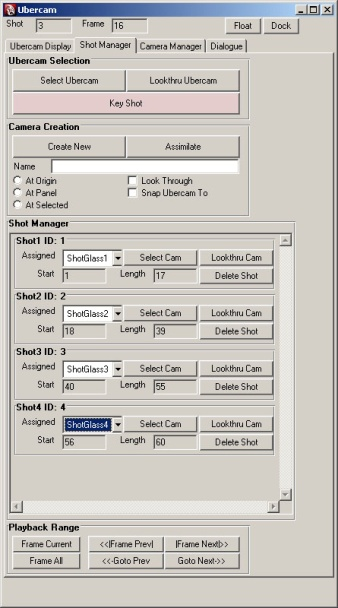 Ubercam
Shot 3 Frame 16 Float Dock
Ubercam Display Shot Manager Camera Manager Dialogue
Ubercam Selection
Select Ubercam Lookthru Ubercam
Key Shot
Camera Creation
Create New Assimilate
Name
At Origin Look Through
At Panel Snap Ubercam To
At Selected
Shot Manager
Shot1 ID: 1
Assigned ShotGlass1 Select Cam Lookthru Cam
Start 1 Length 17 Delete Shot
Shot2 ID: 2
Assigned ShotGlass2 Select Cam Lookthru Cam
Start 18 Length 39 Delete Shot
Shot3 ID: 3
Assigned ShotGlass3 Select Cam Lookthru Cam
Start 40 Length 55 Delete Shot
Shot4 ID: 4
Assigned ShotGlass4 Select Cam Lookthru Cam
Start 56 Length 60 Delete Shot
Playback Range
Frame Current <<|Frame Prev| |Frame Next|>>
Frame All <<-Goto Prev Goto Next->>